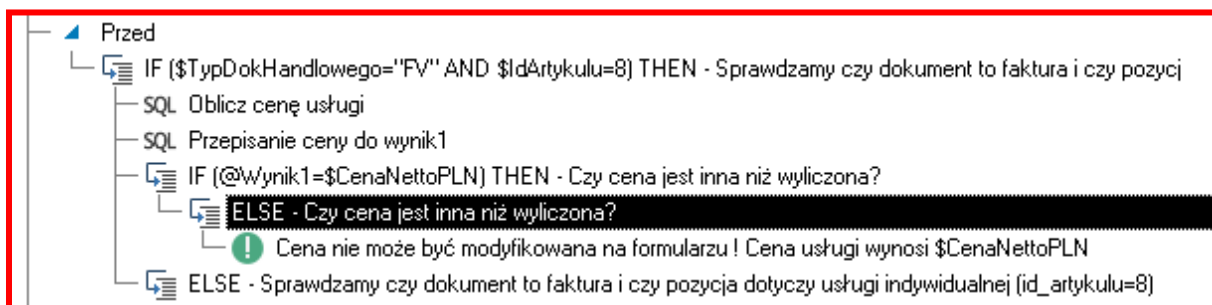 Przed
IF ($TypDokHandlowego="FV" AND $IdArtykulu=8) THEN - Sprawdzamy czy dokument to faktura i czy pozycj
SQL Oblicz cenę usługi
SQL Przepisanie ceny do wynik1
IF (@Wynik1=$CenaNettoPLN) THEN - Czy cena jest inna niż wyliczona?
ELSE - Czy cena jest inna niż wyliczona?
Cena nie może być modyfikowana na formularzu ! Cena usługi wynosi $CenaNettoPLN
ELSE - Sprawdzamy czy dokument to faktura i czy pozycja dotyczy usługi indywidualnej (id_artykulu=8)